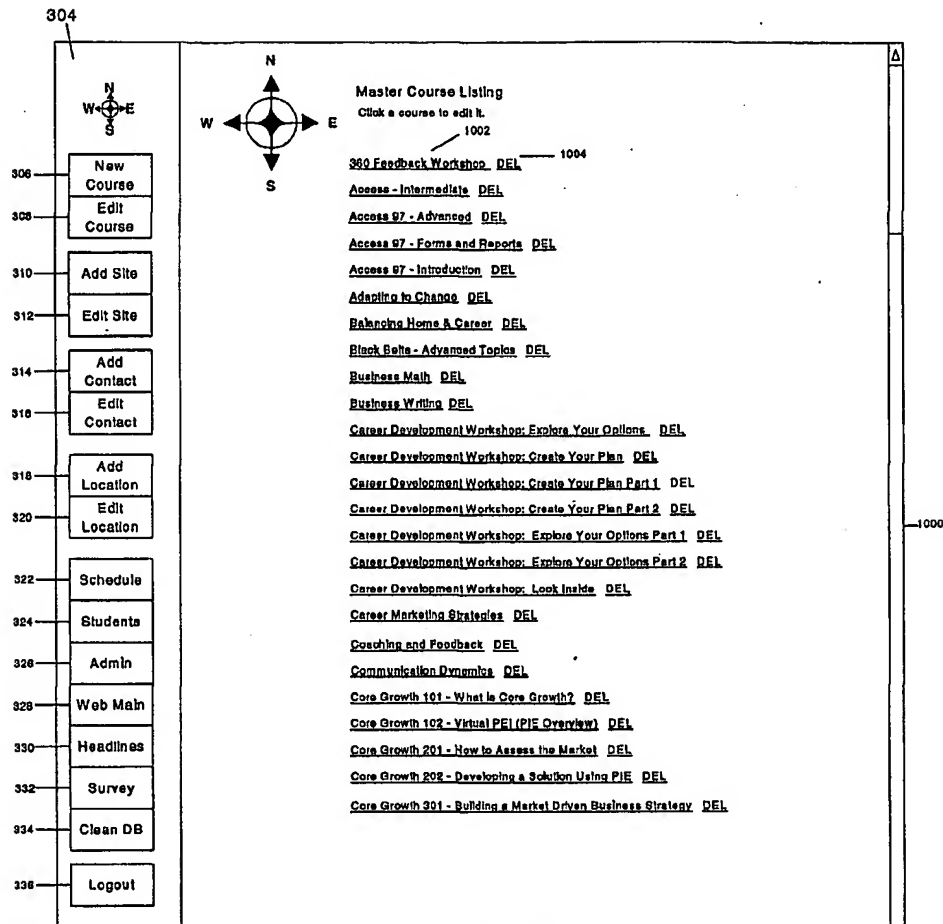 304
N
W E
S
306 New Course
308 Edit Course
310 Add Site
312 Edit Site
314 Add Contact
316 Edit Contact
318 Add Location
320 Edit Location
322 Schedule
324 Students
326 Admin
328 Web Main
330 Headlines
332 Survey
334 Clean DB
336 Logout
N
W E
S
Master Course Listing
Click a course to edit it.
1002
360 Feedback Workshop DEL 1004
Access - Intermediate DEL
Access 97 - Advanced DEL
Access 97 - Forms and Reports DEL
Access 97 - Introduction DEL
Adapting to Change DEL
Balancing Home & Career DEL
Black Belts - Advanced Topics DEL
Business Math DEL
Business Writing DEL
Career Development Workshop: Explore Your Options DEL
Career Development Workshop: Create Your Plan DEL
Career Development Workshop: Create Your Plan Part 1 DEL
Career Development Workshop: Create Your Plan Part 2 DEL
Career Development Workshop: Explore Your Options Part 1 DEL
Career Development Workshop: Explore Your Options Part 2 DEL
Career Development Workshop: Look Inside DEL
Career Marketing Strategies DEL
Coaching and Feedback DEL
Communication Dynamics DEL
Core Growth 101 - What is Core Growth? DEL
Core Growth 102 - Virtual PEI (PIE Overview) DEL
Core Growth 201 - How to Assess the Market DEL
Core Growth 202 - Developing a Solution Using PIE DEL
Core Growth 301 - Building a Market Driven Business Strategy DEL
1000